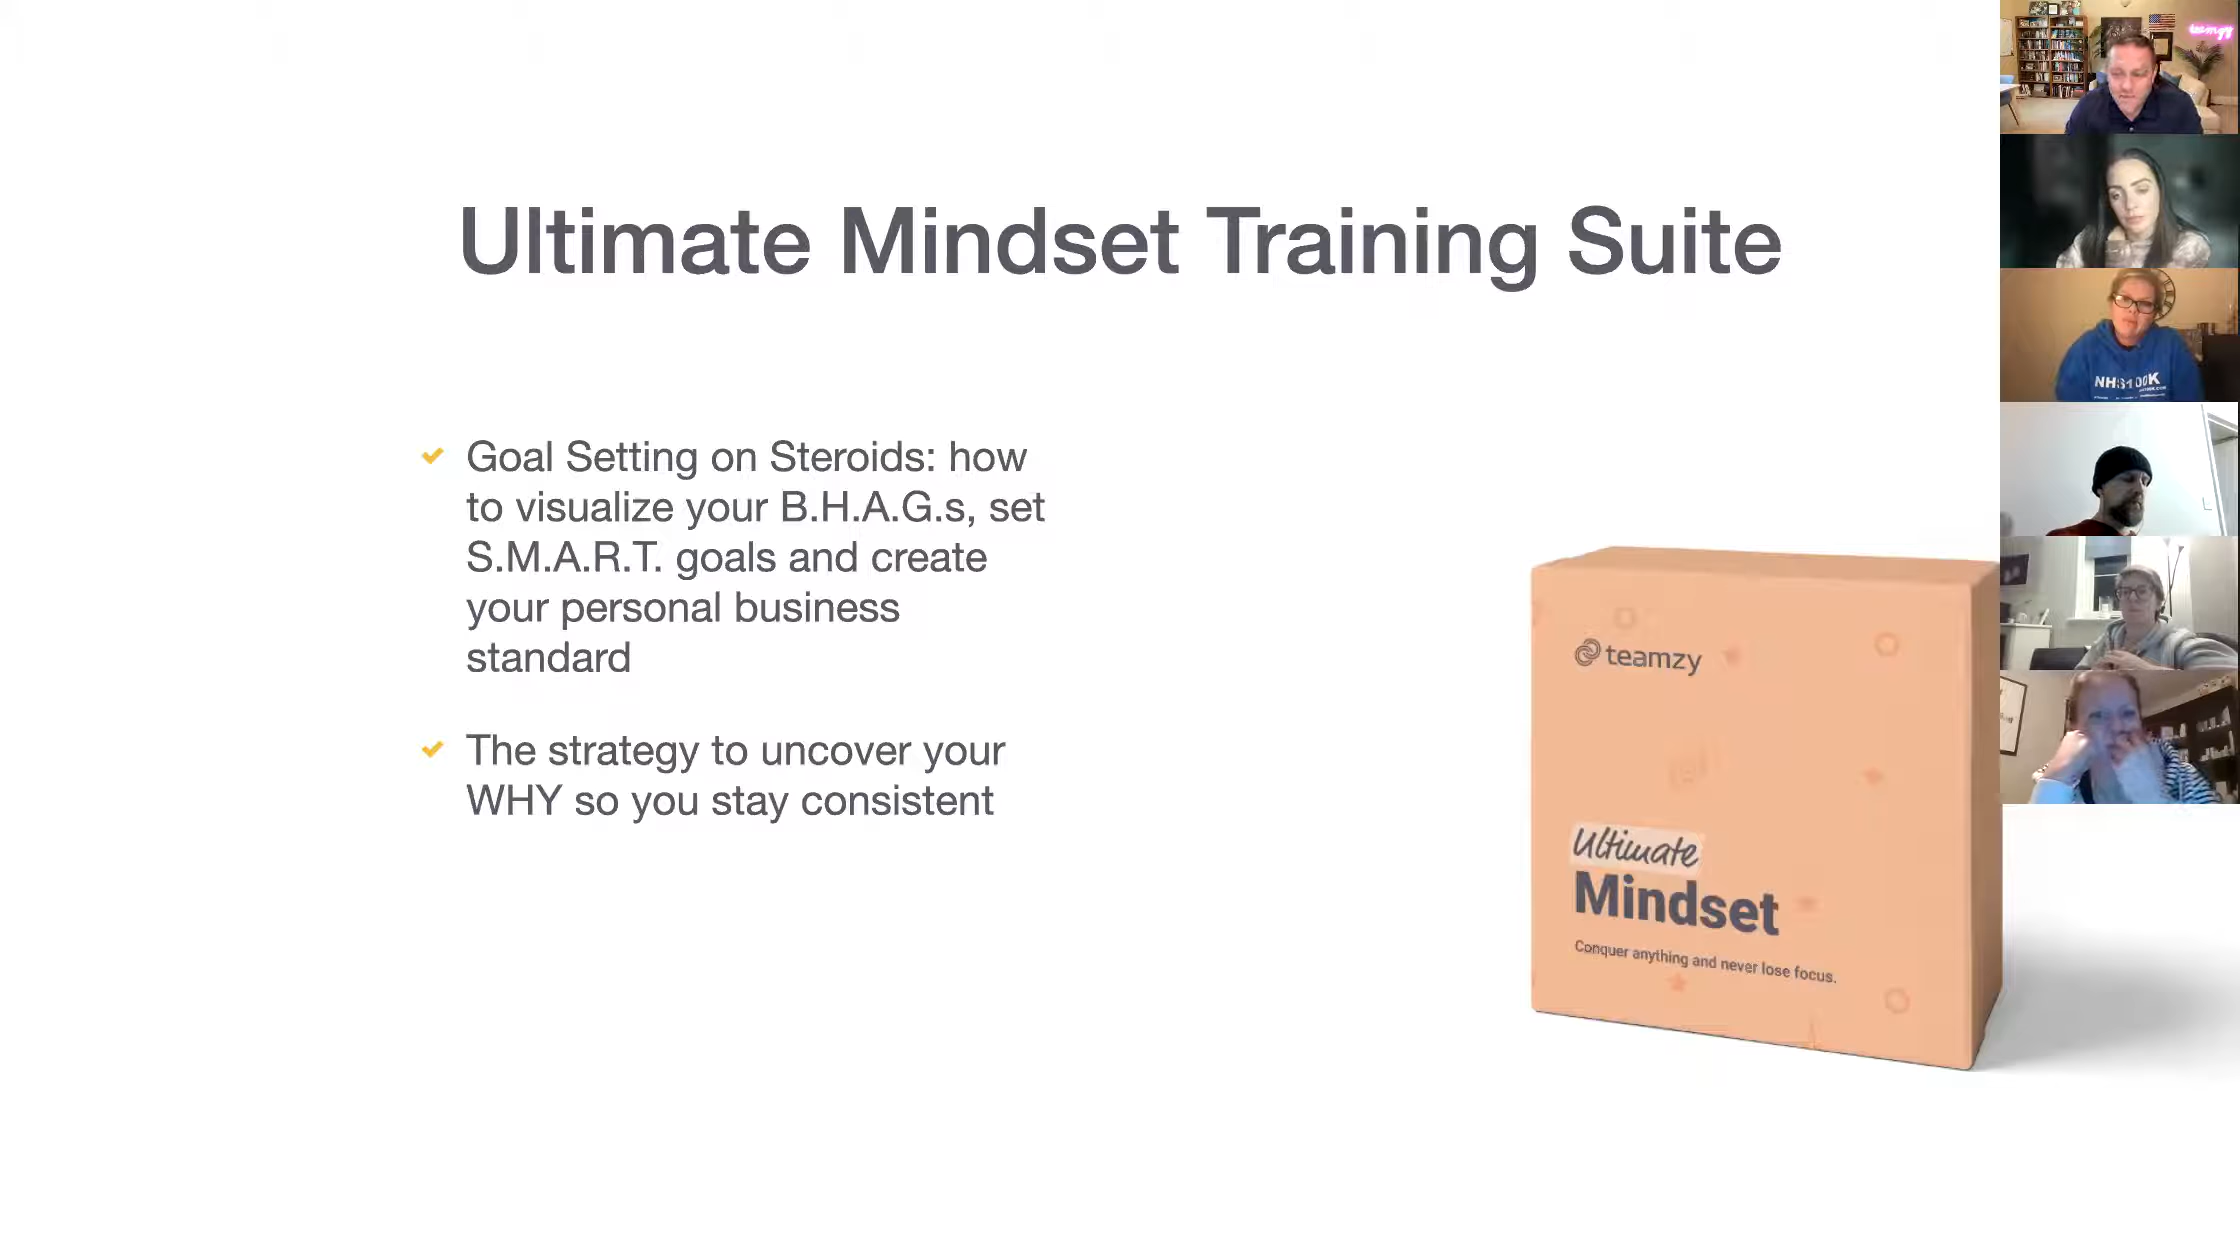 Ultimate Mindset Training Suite
Goal Setting on Steroids: how
to visualize your B.H.A.G.s, set
S.M.A.R.T. goals and create
your personal business
standard
The strategy to uncover your
WHY so you stay consistent
teamzy
Ultimate
Mindset
Conquer anything and never lose focus.
teamzy
NHS100K